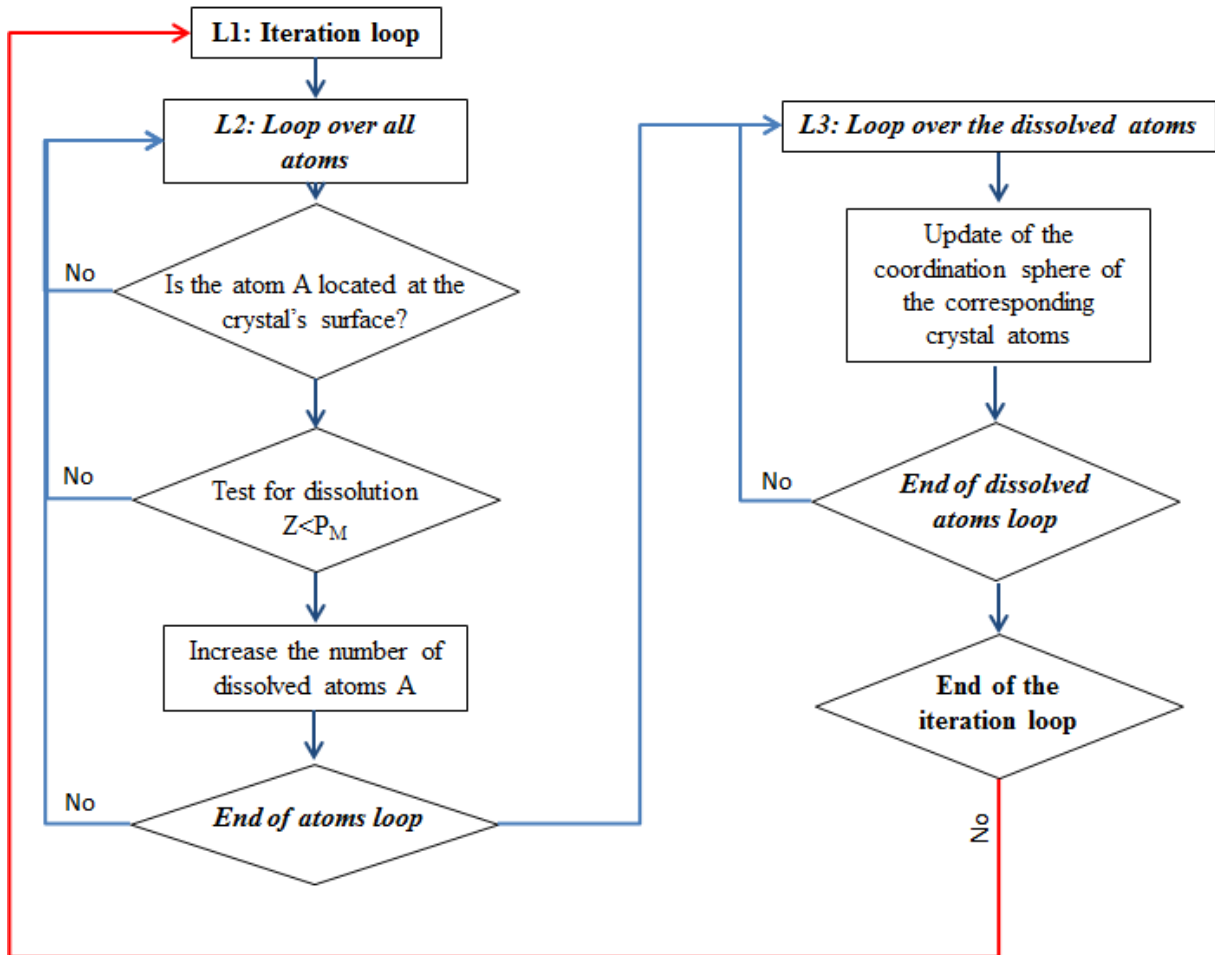 L1: Iteration loop
L2: Loop over all
atoms
No
Is the atom A located at the
crystal's surface?
No
Test for dissolution
Z<PM
Increase the number of
dissolved atoms A
No
End of atoms loop
L3: Loop over the dissolved atoms
Update of the
coordination sphere of
the corresponding
crystal atoms
No
End of dissolved
atoms loop
End of the
iteration loop
No